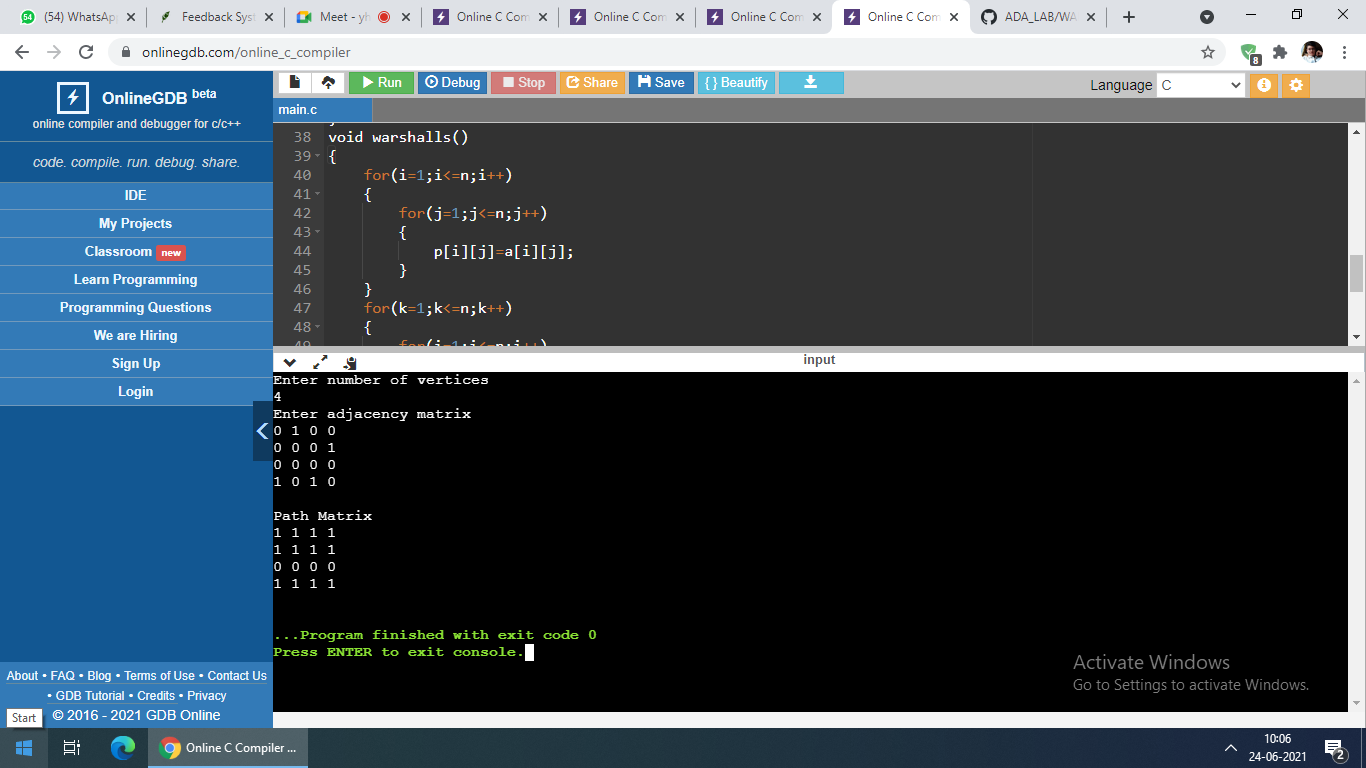 (54) WhatsAp
Feedback Sys
Meet - yh
Online C Com
Online C Com
Online C Com
Online C Com
ADA_LAB/WA
onlinegdb.com/online_c_compiler
8
OnlineGDB beta
online compiler and debugger for c/c++
code. compile. run. debug. share.
IDE
My Projects
Classroom new
Learn Programming
Programming Questions
We are Hiring
Sign Up
Login
About • FAQ • Blog • Terms of Use • Contact Us
• GDB Tutorial • Credits • Privacy
© 2016 - 2021 GDB Online
Start
Run Debug Stop Share Save { } Beautify
Language C
main.c
38 void warshalls()
39 {
40 for(i=1;i<=n;i++)
41 {
42 for(j=1;j<=n;j++)
43 {
44 p[i][j]=a[i][j];
45 }
46 }
47 for(k=1;k<=n;k++)
48 {
49 for(i=1;i<=n;i++)
input
Enter number of vertices
4
Enter adjacency matrix
0 1 0 0
0 0 0 1
0 0 0 0
1 0 1 0
Path Matrix
1 1 1 1
1 1 1 1
0 0 0 0
1 1 1 1
...Program finished with exit code 0
Press ENTER to exit console.
Activate Windows
Go to Settings to activate Windows.
Online C Compiler ...
10:06
24-06-2021
2